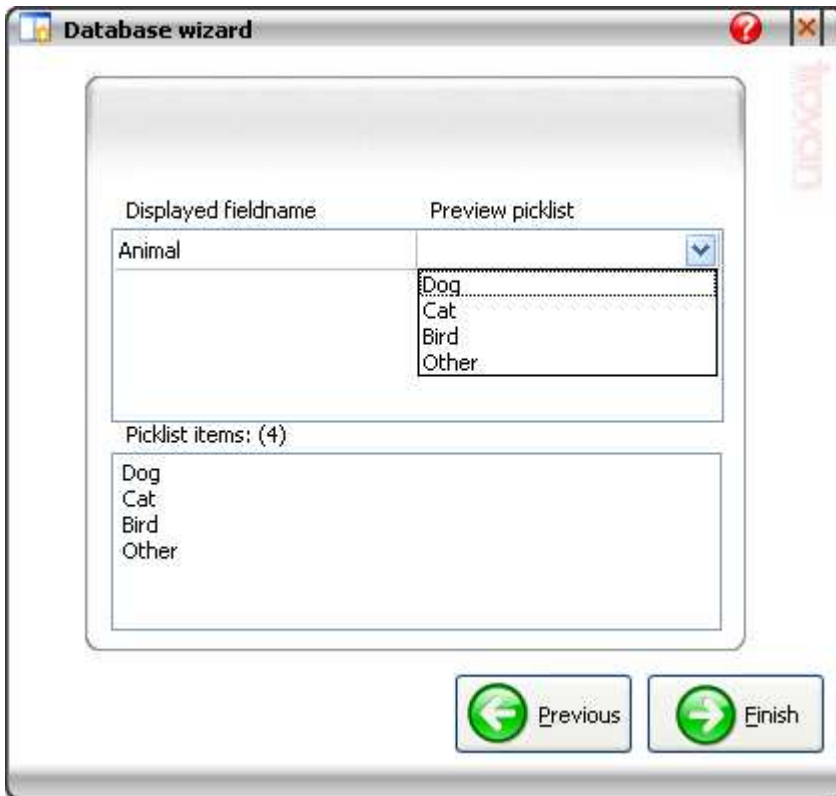 Database wizard
?
trovan
Displayed fieldname Preview picklist
Animal
Dog
Cat
Bird
Other
Picklist items: (4)
Dog
Cat
Bird
Other
Previous Finish